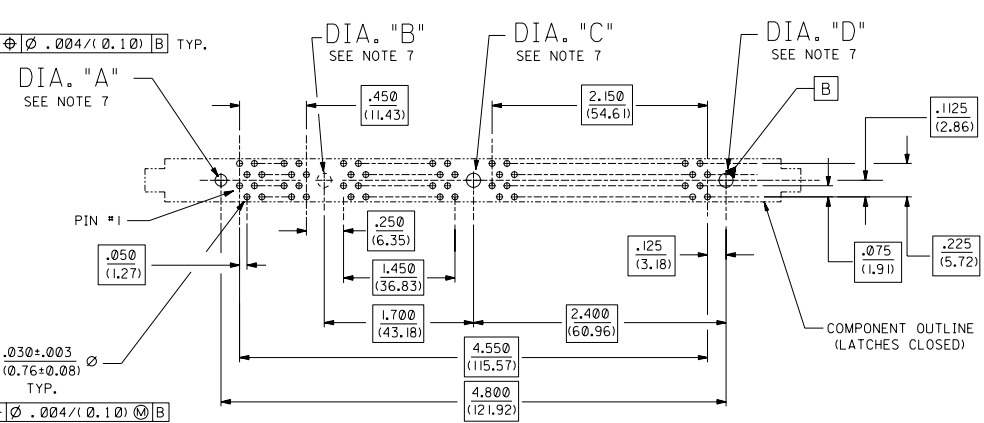 ⌖ Ø .004/(0.10) B TYP.
DIA. "A"
SEE NOTE 7
DIA. "B"
SEE NOTE 7
DIA. "C"
SEE NOTE 7
DIA. "D"
SEE NOTE 7
B
.450
(11.43)
2.150
(54.61)
.1125
(2.86)
PIN #1
.050
(1.27)
.250
(6.35)
1.450
(36.83)
.125
(3.18)
.075
(1.91)
.225
(5.72)
1.700
(43.18)
2.400
(60.96)
COMPONENT OUTLINE
(LATCHES CLOSED)
4.550
(115.57)
4.800
(121.92)
.030±.003
(0.76±0.08) Ø
TYP.
Ø .004/(0.10) Ⓜ B